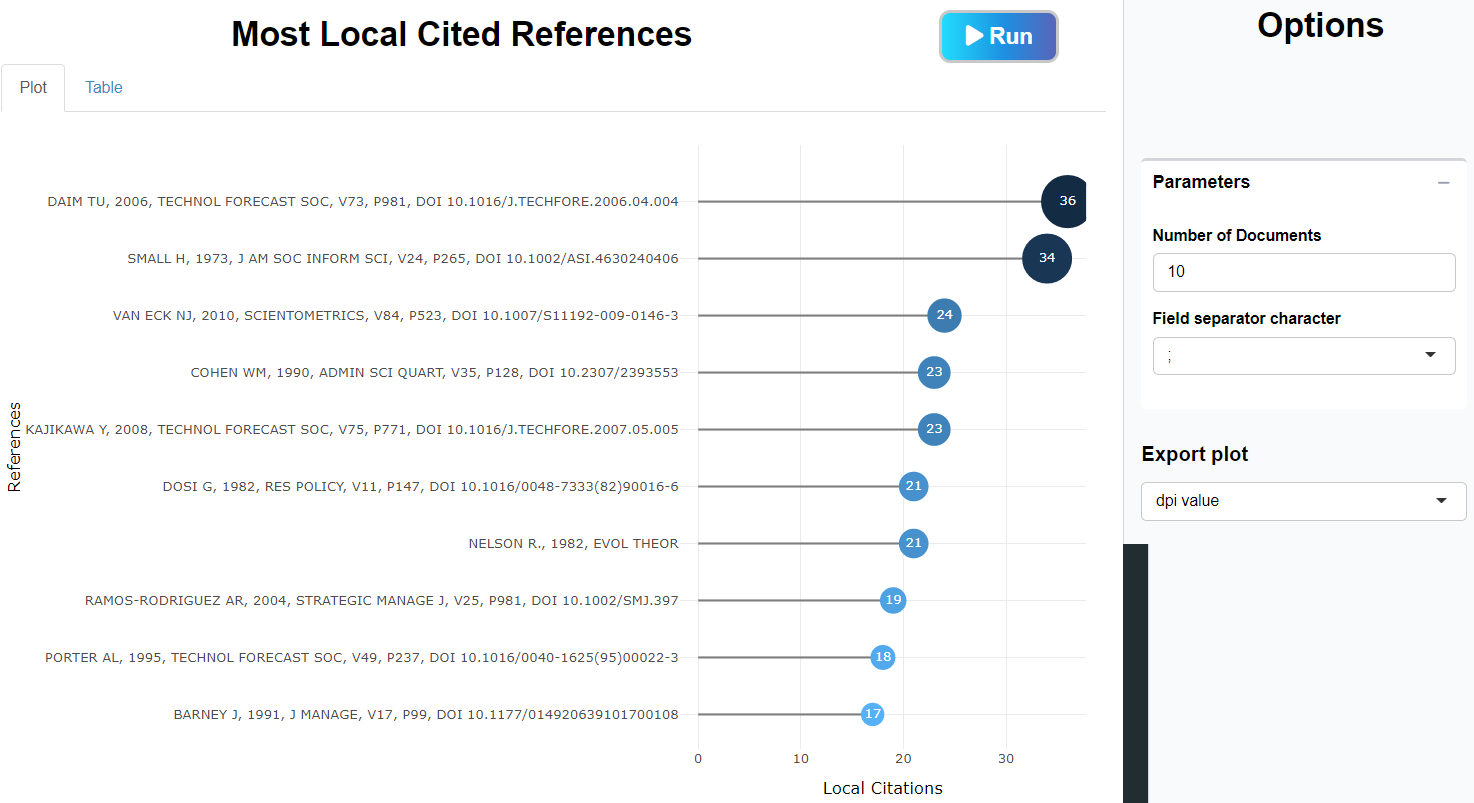 Most Local Cited References
Run
Options
Plot
Table
References
DAIM TU, 2006, TECHNOL FORECAST SOC, V73, P981, DOI 10.1016/J.TECHFORE.2006.04.004
36
SMALL H, 1973, J AM SOC INFORM SCI, V24, P265, DOI 10.1002/ASI.4630240406
34
VAN ECK NJ, 2010, SCIENTOMETRICS, V84, P523, DOI 10.1007/S11192-009-0146-3
24
COHEN WM, 1990, ADMIN SCI QUART, V35, P128, DOI 10.2307/2393553
23
KAJIKAWA Y, 2008, TECHNOL FORECAST SOC, V75, P771, DOI 10.1016/J.TECHFORE.2007.05.005
23
DOSI G, 1982, RES POLICY, V11, P147, DOI 10.1016/0048-7333(82)90016-6
21
NELSON R., 1982, EVOL THEOR
21
RAMOS-RODRIGUEZ AR, 2004, STRATEGIC MANAGE J, V25, P981, DOI 10.1002/SMJ.397
19
PORTER AL, 1995, TECHNOL FORECAST SOC, V49, P237, DOI 10.1016/0040-1625(95)00022-3
18
BARNEY J, 1991, J MANAGE, V17, P99, DOI 10.1177/014920639101700108
17
0 10 20 30
Local Citations
Parameters
Number of Documents
10
Field separator character
;
Export plot
dpi value